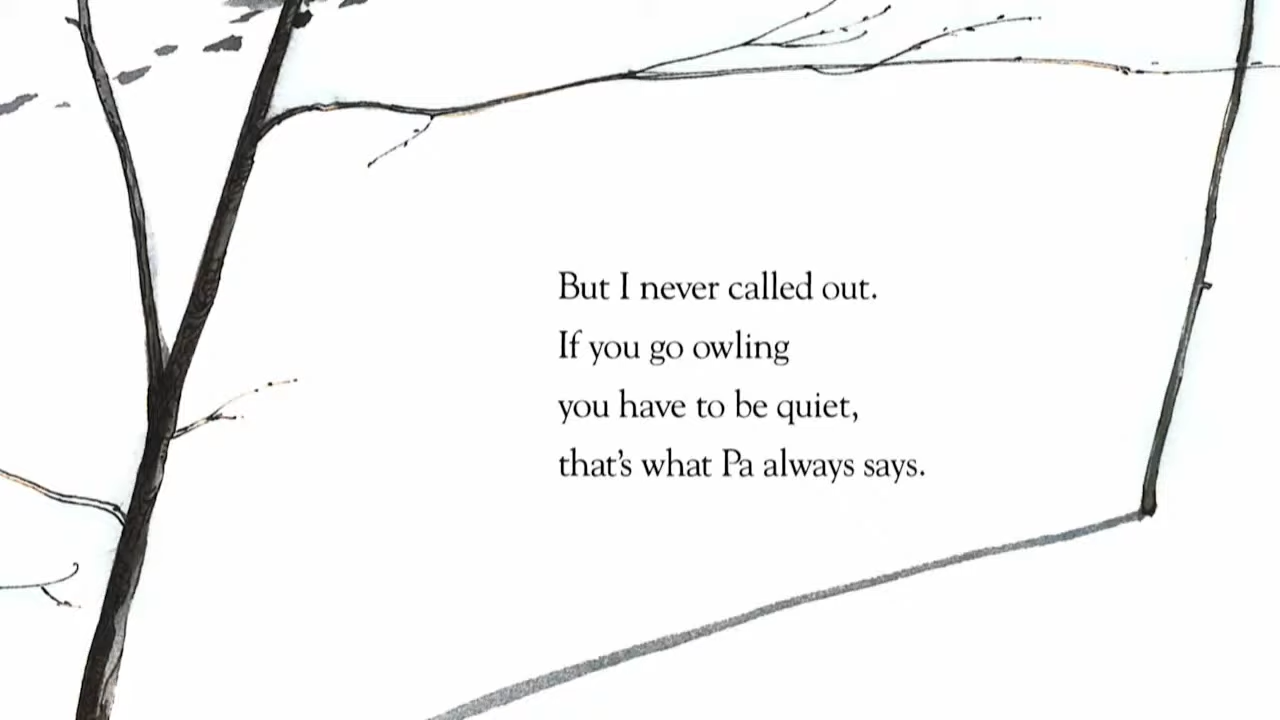 But I never called out.
If you go owling
you have to be quiet,
that's what Pa always says.